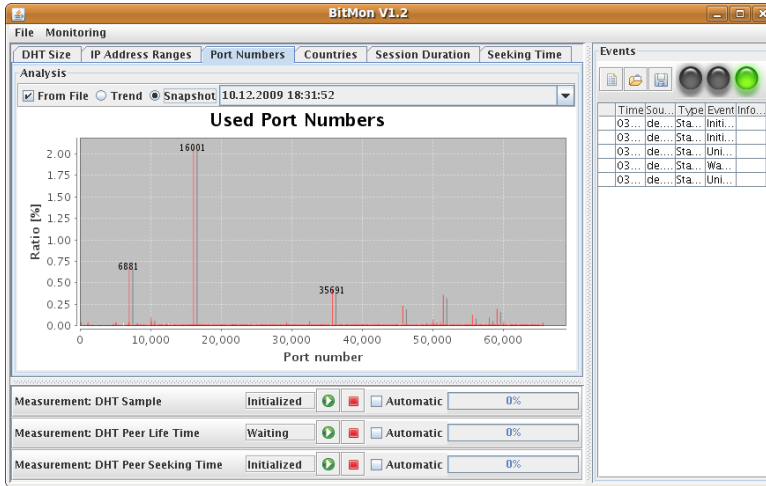 BitMon V1.2
File Monitoring
DHT Size IP Address Ranges Port Numbers Countries Session Duration Seeking Time
Analysis
From File Trend Snapshot 10.12.2009 18:31:52
Used Port Numbers
2.00
1.75
1.50
1.25
1.00
0.75
0.50
0.25
0.00
Ratio [%]
16001
6881
35691
0 10,000 20,000 30,000 40,000 50,000 60,000
Port number
Measurement: DHT Sample Initialized Automatic 0%
Measurement: DHT Peer Life Time Waiting Automatic 0%
Measurement: DHT Peer Seeking Time Initialized Automatic 0%
Events
Time Sou... Type Event Info...
03... de.... Sta... Initi...
03... de.... Sta... Initi...
03... de.... Sta... Uni...
03... de.... Sta... Wa...
03... de.... Sta... Uni...